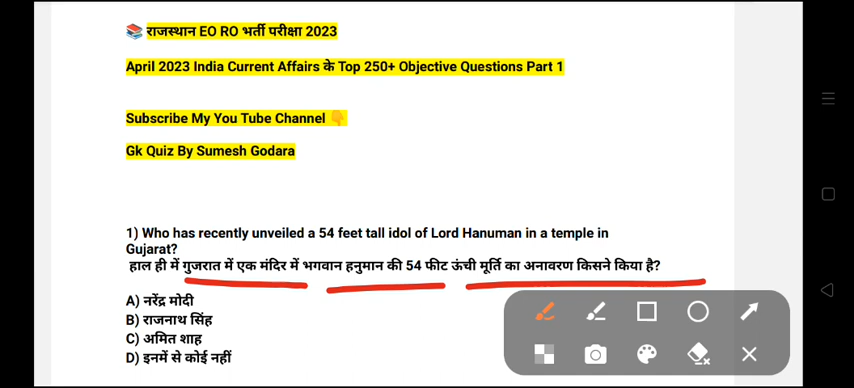 📚 राजस्थान EO RO भर्ती परीक्षा 2023
April 2023 India Current Affairs के Top 250+ Objective Questions Part 1
Subscribe My You Tube Channel 👇
Gk Quiz By Sumesh Godara
1) Who has recently unveiled a 54 feet tall idol of Lord Hanuman in a temple in
Gujarat?
हाल ही में गुजरात में एक मंदिर में भगवान हनुमान की 54 फीट ऊंची मूर्ति का अनावरण किसने किया है?
A) नरेंद्र मोदी
B) राजनाथ सिंह
C) अमित शाह
D) इनमें से कोई नहीं